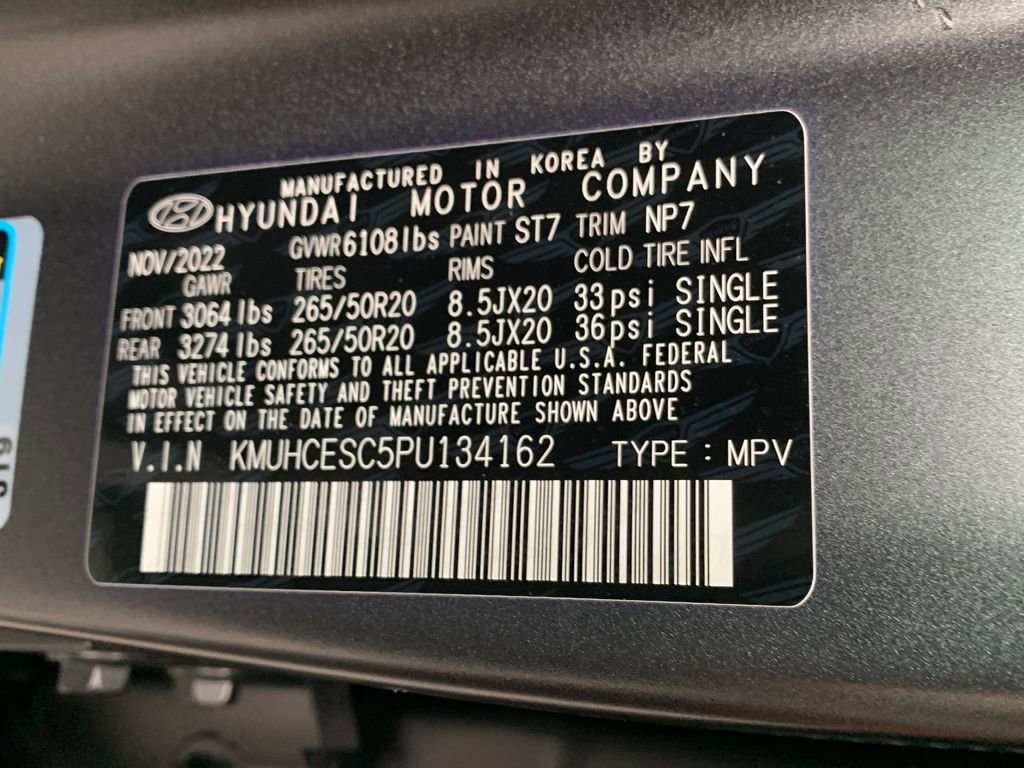 MANUFACTURED IN KOREA BY
HYUNDAI MOTOR COMPANY
NOV/2022 GVWR 6108lbs PAINT ST7 TRIM NP7
GAWR TIRES RIMS COLD TIRE INFL
FRONT 3064 lbs 265/50R20 8.5JX20 33psi SINGLE
REAR 3274 lbs 265/50R20 8.5JX20 36psi SINGLE
THIS VEHICLE CONFORMS TO ALL APPLICABLE U.S.A. FEDERAL
MOTOR VEHICLE SAFETY AND THEFT PREVENTION STANDARDS
IN EFFECT ON THE DATE OF MANUFACTURE SHOWN ABOVE
V.I.N KMUHCESC5PU134162 TYPE : MPV